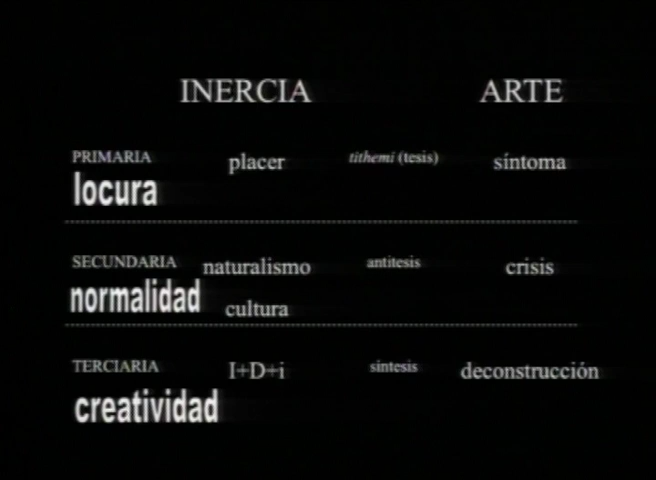 INERCIA ARTE
PRIMARIA placer tithemi (tesis) síntoma
locura
SECUNDARIA naturalismo antitesis crisis
normalidad cultura
TERCIARIA I+D+i síntesis deconstrucción
creatividad